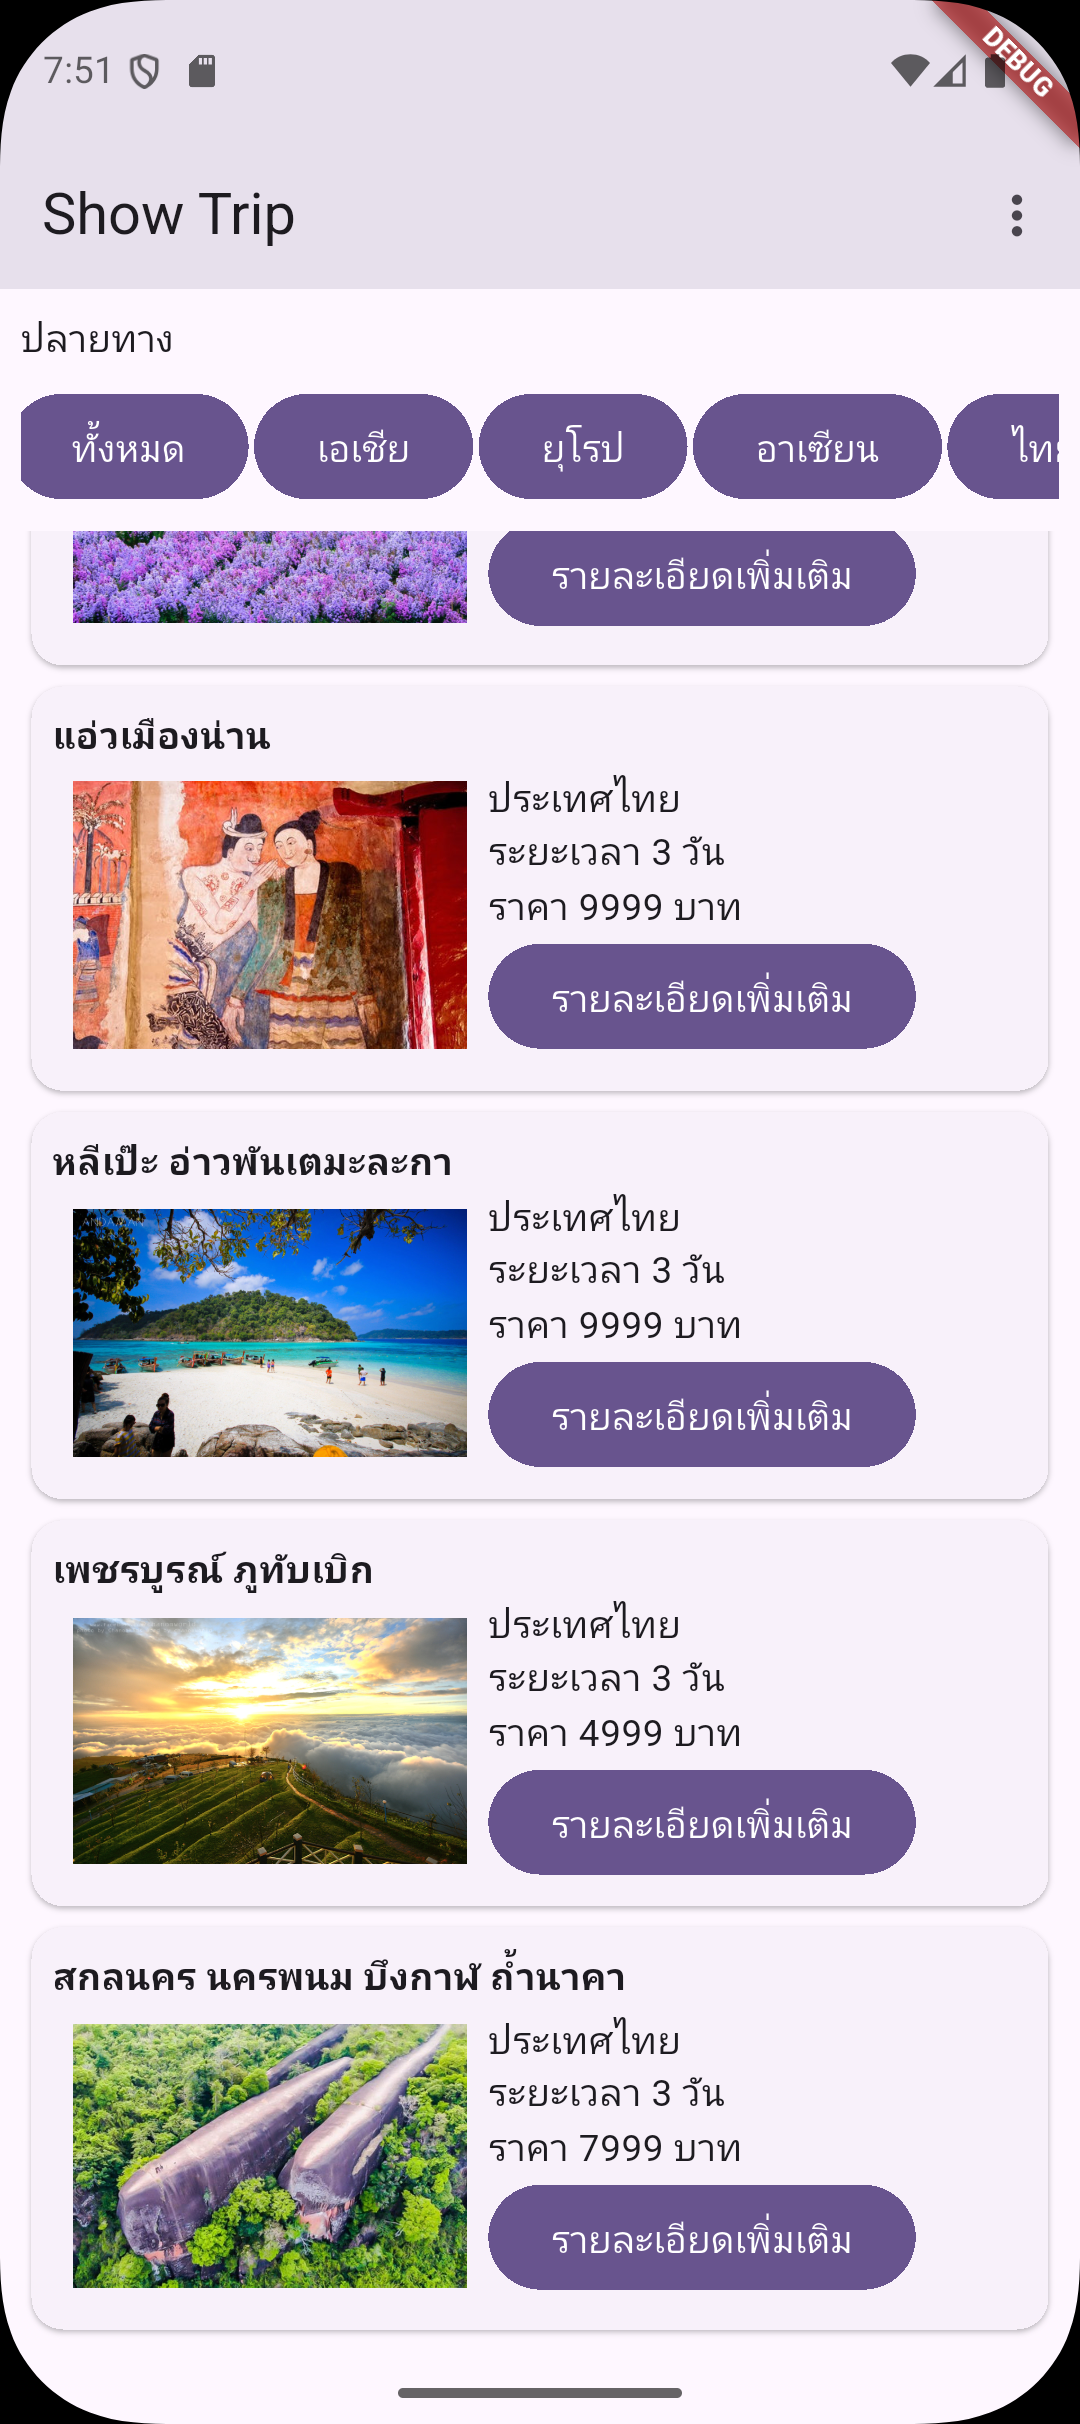 7:51
DEBUG
Show Trip
ปลายทาง
ทั้งหมด
เอเชีย
ยุโรป
อาเซียน
รายละเอียดเพิ่มเติม
แอ่วเมืองน่าน
ประเทศไทย
ระยะเวลา 3 วัน
ราคา 9999 บาท
รายละเอียดเพิ่มเติม
หลีเป๊ะ อ่าวพันเตมะละกา
ANDAMAN
ประเทศไทย
ระยะเวลา 3 วัน
ราคา 9999 บาท
รายละเอียดเพิ่มเติม
เพชรบูรณ์ ภูทับเบิก
ประเทศไทย
ระยะเวลา 3 วัน
ราคา 4999 บาท
รายละเอียดเพิ่มเติม
สกลนคร นครพนม บึงกาฬ ถ้ำนาคา
ประเทศไทย
ระยะเวลา 3 วัน
ราคา 7999 บาท
รายละเอียดเพิ่มเติม